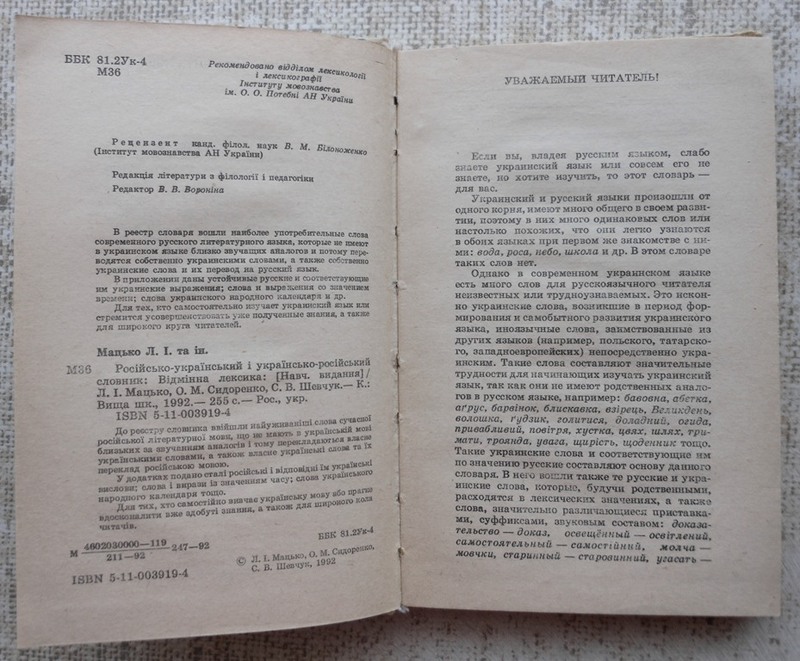 ББК 81.2Ук-4
М36
Рекомендовано відділом лексикології
і лексикографії
Інституту мовознавства
ім. О. О. Потебні АН України
Рецензент канд. філол. наук В. М. Білоноженко
(Інститут мовознавства АН України)
Редакція літератури з філології і педагогіки
Редактор В. В. Вороніна
В реестр словаря вошли наиболее употребительные слова
современного русского литературного языка, которые не имеют
в украинском языке близко звучащих аналогов и потому пере-
водятся собственно украинскими словами, а также собственно
украинские слова и их перевод на русский язык.
В приложении даны устойчивые русские и соответствующие
им украинские выражения; слова и выражения со значением
времени; слова украинского народного календаря и др.
Для тех, кто самостоятельно изучает украинский язык или
стремится усовершенствовать уже полученные знания, а также
для широкого круга читателей.
Мацько Л. І. та ін.
М36 Російсько-український і українсько-російський
словник: Відмінна лексика: [Навч. видання]/
Л. І. Мацько, О. М. Сидоренко, С. В. Шевчук.— К.:
Вища шк., 1992.— 255 с.— Рос., укр.
ISBN 5-11-003919-4
До реєстру словника ввійшли найуживаніші слова сучасної
російської літературної мови, що не мають в українській мові
близьких за звучанням аналогів і тому перекладаються власне
українськими словами, а також власне українські слова та їх
переклад російською мовою.
У додатках подано сталі російські і відповідні їм українські
вислови; слова і вирази із значенням часу; слова українського
народного календаря тощо.
Для тих, хто самостійно вивчає українську мову або прагне
вдосконалити вже здобуті знання, а також для широкого кола
читачів.
М 4602030000—119
211—92 247—92
ББК 81.2Ук-4
ISBN 5-11-003919-4
© Л. І. Мацько, О. М. Сидоренко,
С. В. Шевчук, 1992
УВАЖАЕМЫЙ ЧИТАТЕЛЬ!
Если вы, владея русским языком, слабо
знаете украинский язык или совсем его не
знаете, но хотите изучить, то этот словарь —
для вас.
Украинский и русский языки произошли от
одного корня, имеют много общего в своем разви-
тии, поэтому в них много одинаковых слов или
настолько похожих, что они легко узнаются
в обоих языках при первом же знакомстве с ни-
ми: вода, роса, небо, школа и др. В этом словаре
таких слов нет.
Однако в современном украинском языке
есть много слов для русскоязычного читателя
неизвестных или трудноузнаваемых. Это искон-
но украинские слова, возникшие в период фор-
мирования и самобытного развития украинского
языка, иноязычные слова, заимствованные из
других языков (например, польского, татарско-
го, западноевропейских) непосредственно укра-
инским. Такие слова составляют значительные
трудности для начинающих изучать украинский
язык, так как они не имеют родственных анало-
гов в русском языке, например: бавовна, абетка,
аґрус, барвінок, блискавка, взірець, Великдень,
волошка, ґудзик, голитися, доладний, огида,
привабливий, повітря, хустка, цвях, шлях, три-
мати, троянда, увага, щирість, щоденник тощо.
Такие украинские слова и соответствующие им
по значению русские составляют основу данного
словаря. В него вошли также те русские и укра-
инские слова, которые, будучи родственными,
расходятся в лексических значениях, а также
слова, значительно различающиеся приставка-
ми, суффиксами, звуковым составом: доказа-
тельство — доказ, освещённый — освітлений,
самостоятельный — самостійний, молча —
мовчки, старинный — старовинний, угасать —